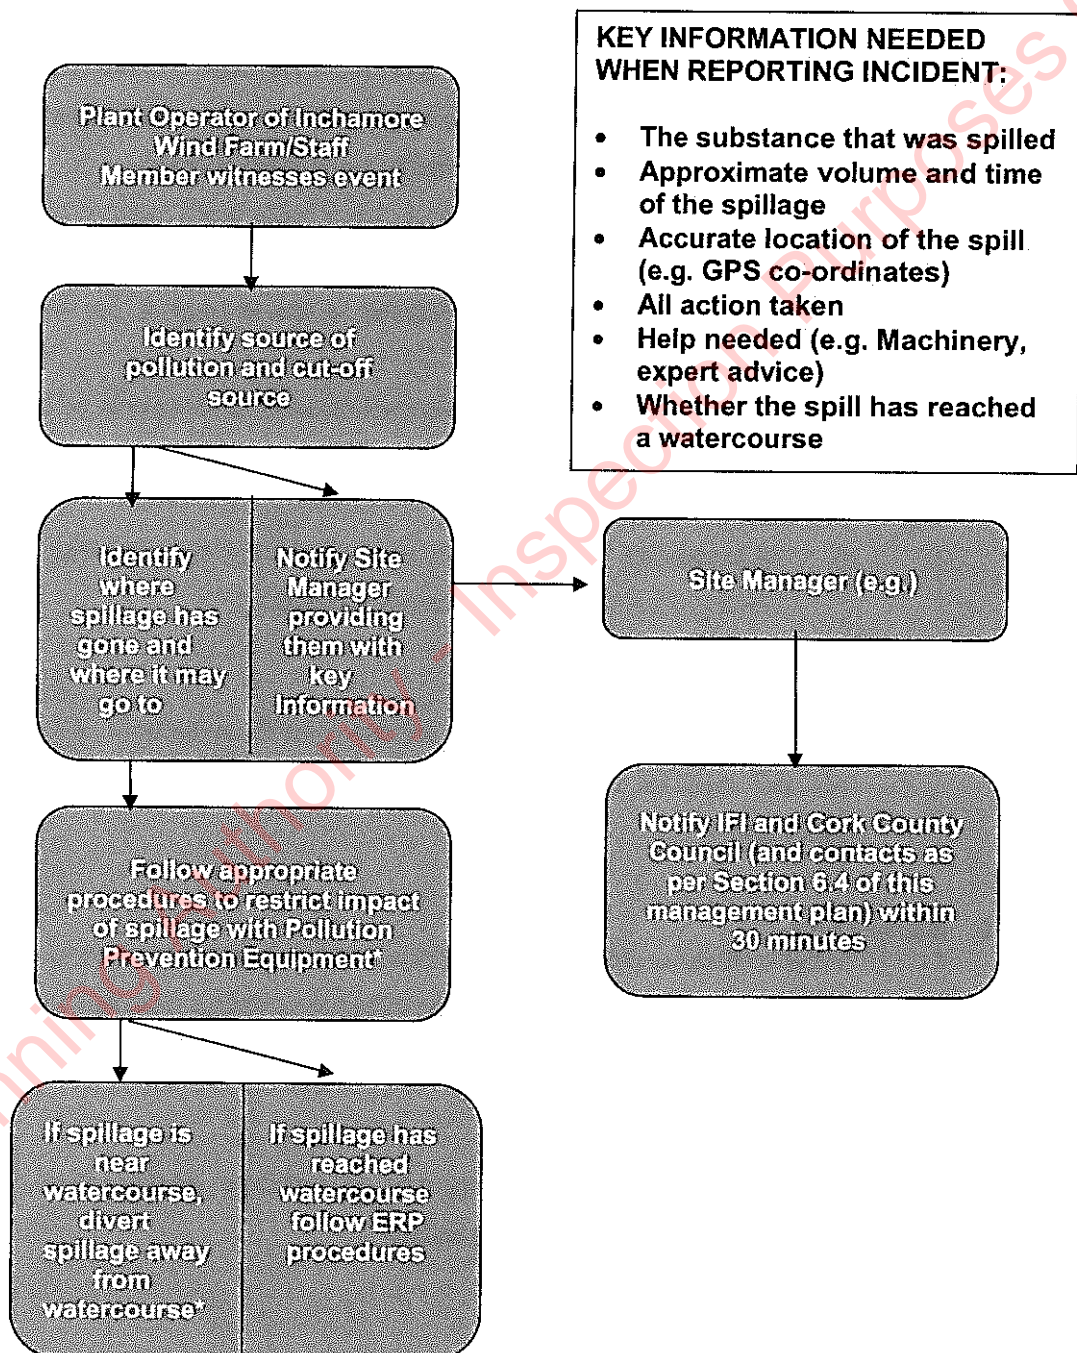 KEY INFORMATION NEEDED
WHEN REPORTING INCIDENT:
• The substance that was spilled
• Approximate volume and time
of the spillage
• Accurate location of the spill
(e.g. GPS co-ordinates)
• All action taken
• Help needed (e.g. Machinery,
expert advice)
• Whether the spill has reached
a watercourse
Plant Operator of Inchamore
Wind Farm/Staff
Member witnesses event
Identify source of
pollution and cut-off
source
Identify
where
spillage has
gone and
where it may
go to
Notify Site
Manager
providing
them with
key
Information
Site Manager (e.g.)
Notify IFI and Cork County
Council (and contacts as
per Section 6.4 of this
management plan) within
30 minutes
Follow appropriate
procedures to restrict impact
of spillage with Pollution
Prevention Equipment*
If spillage is
near
watercourse,
divert
spillage away
from
watercourse*
If spillage has
reached
watercourse
follow ERP
procedures
nning Authority - Inspection Purposes